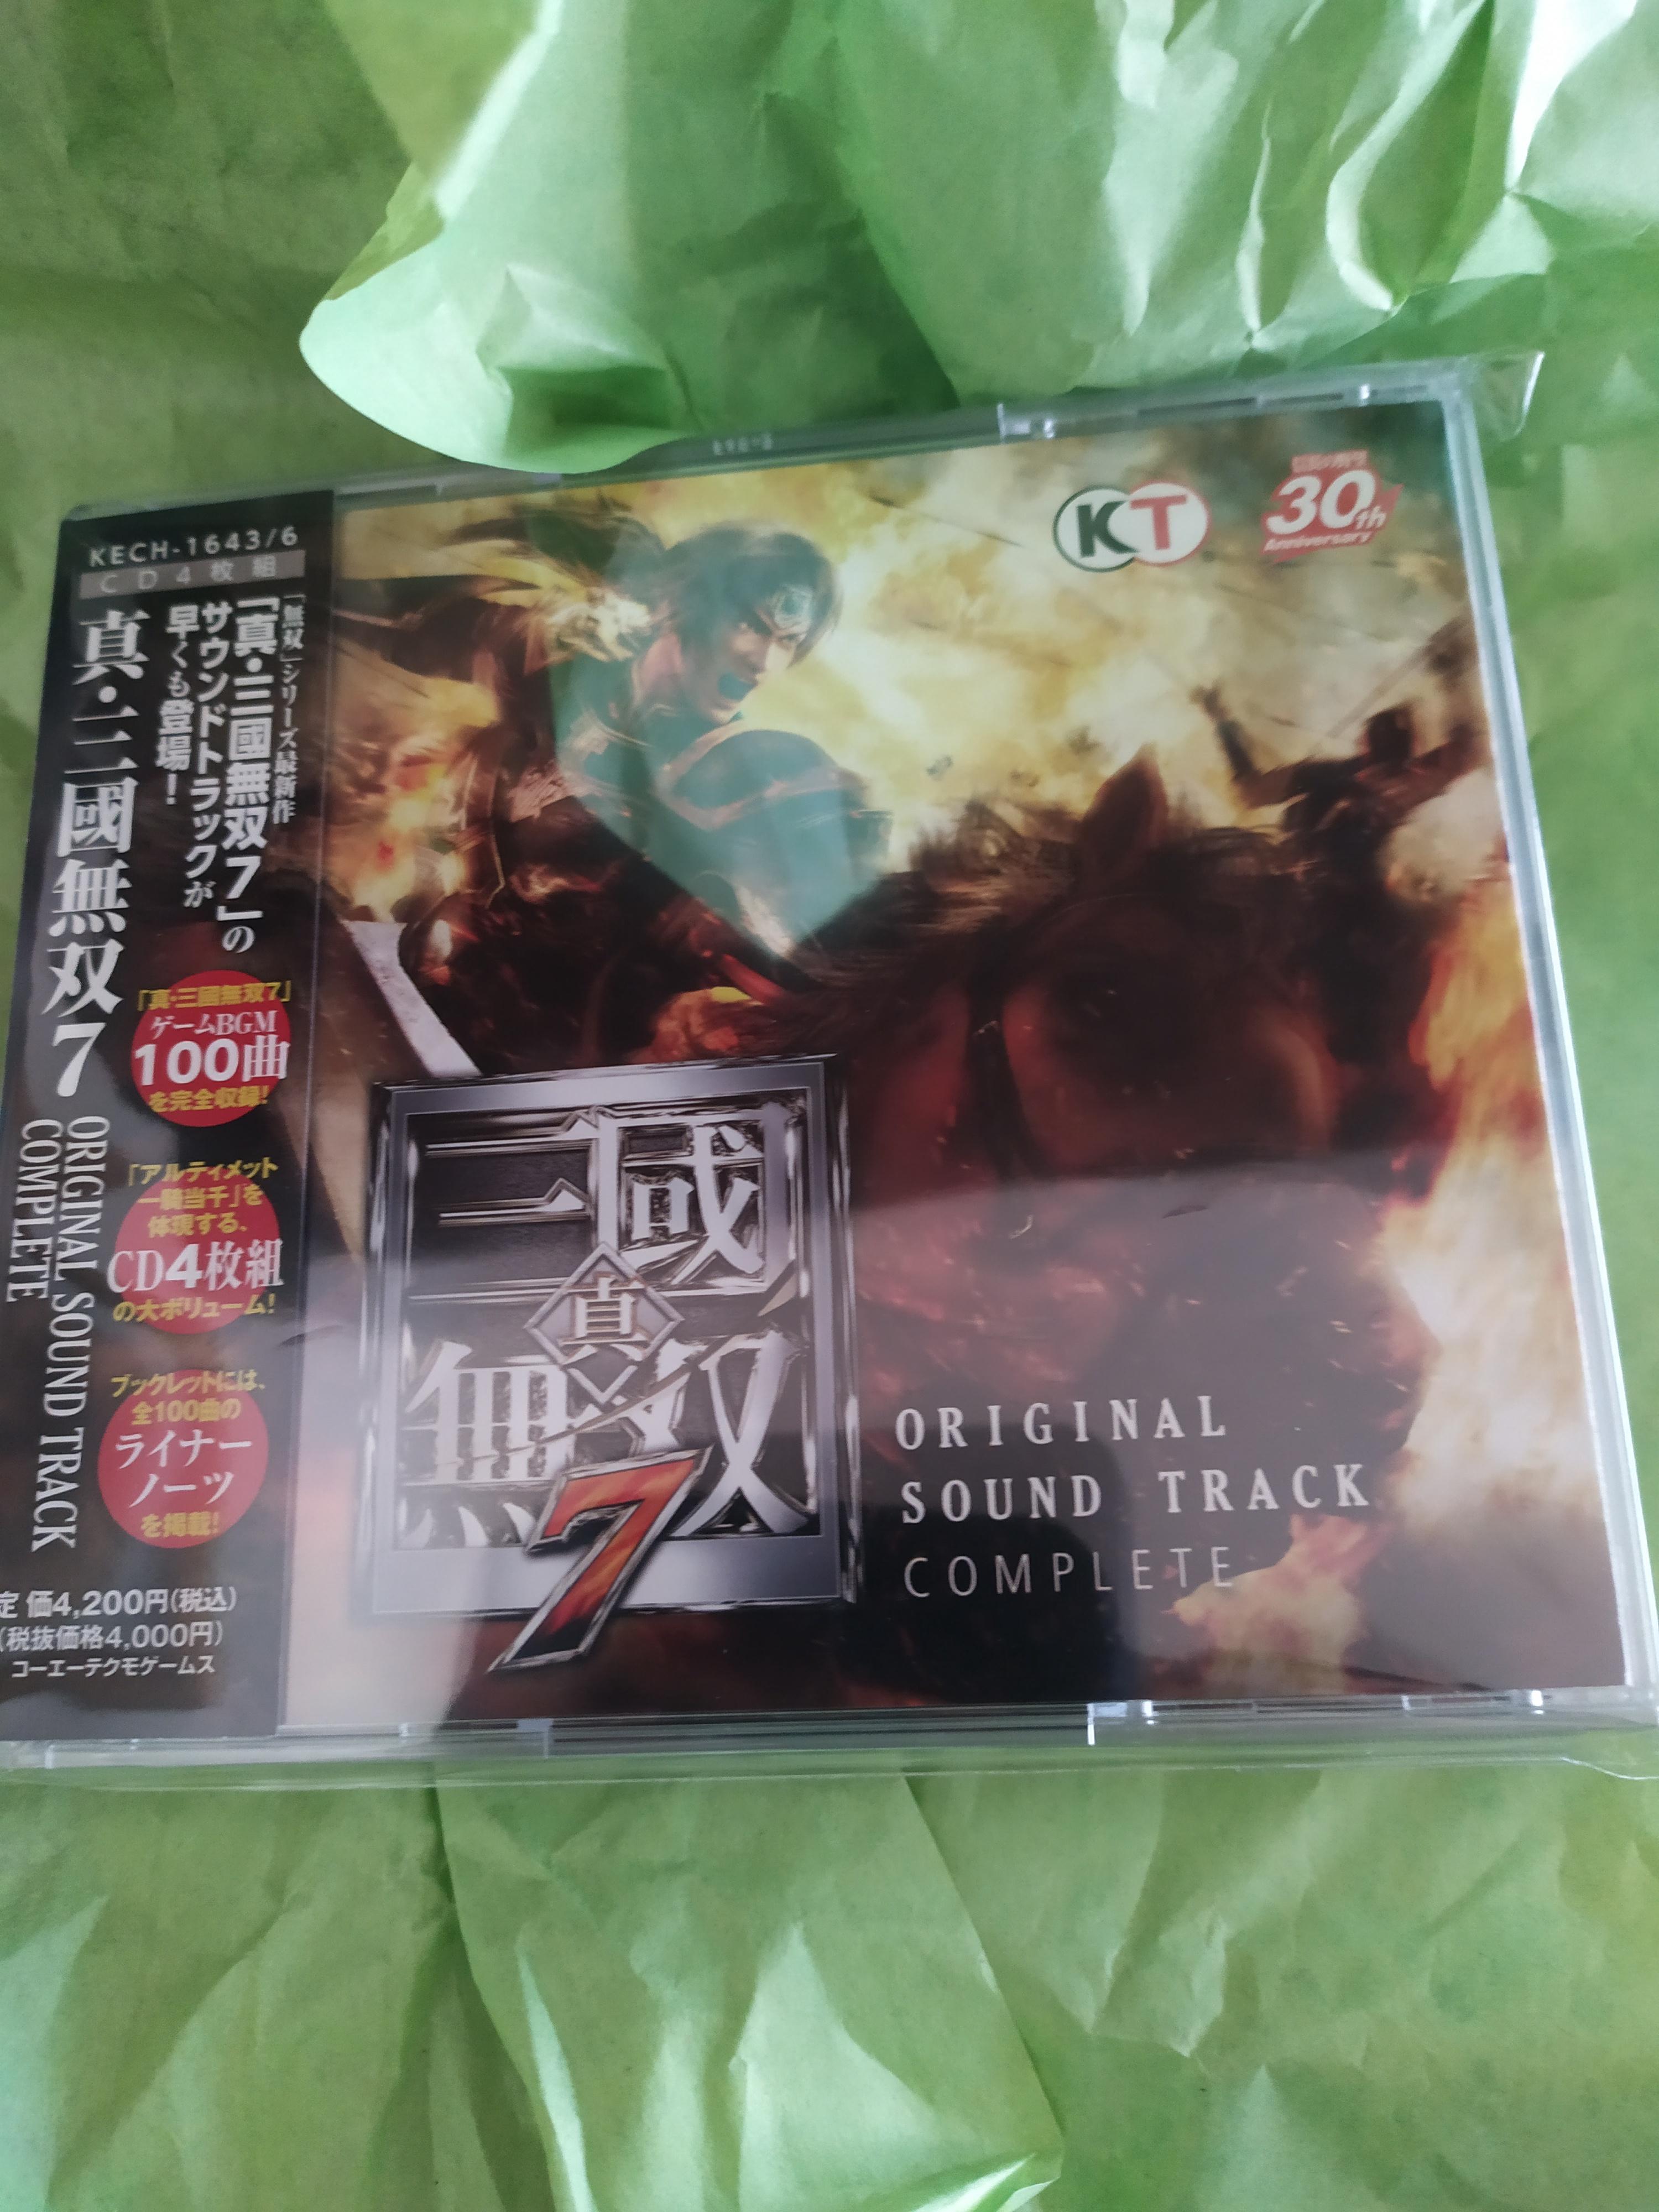 KECH-1643/6
CD4枚組
「無双」シリーズ最新作
「真・三國無双7」の
サウンドトラックが
早くも登場!
真・三國無双7
ORIGINAL SOUND TRACK
COMPLETE
「真・三國無双7」
ゲームBGM
100曲
を完全収録!
「アルティメット
一騎当千」を
体現する、
CD4枚組
の大ボリューム!
ブックレットには、
全100曲の
ライナー
ノーツ
を掲載!
定価4,200円(税込)
(税抜価格4,000円)
コーエーテクモゲームス
KT
30th
Anniversary
三國
真
無双
7
ORIGINAL
SOUND TRACK
COMPLETE